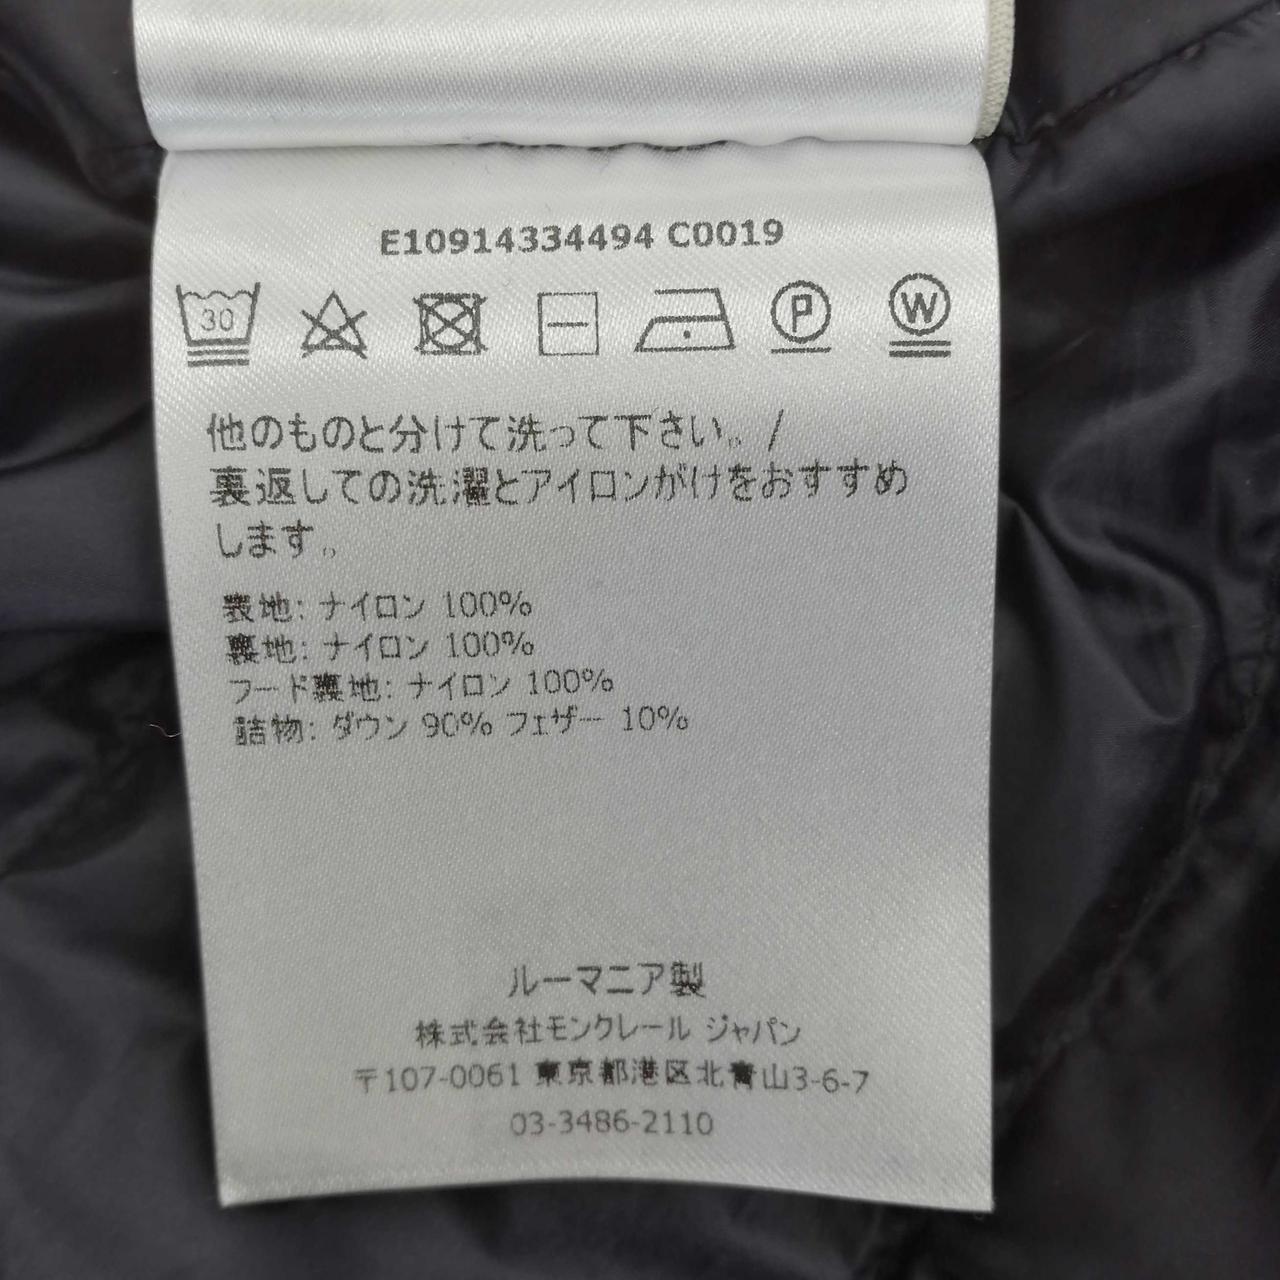 E10914334494 C0019
30
P
W
他のものと分けて洗って下さい。/
裏返しての洗濯とアイロンがけをおすすめ
します。
表地: ナイロン 100%
裏地: ナイロン 100%
フード裏地: ナイロン 100%
詰物: ダウン 90% フェザー 10%
ルーマニア製
株式会社モンクレール ジャパン
〒107-0061 東京都港区北青山3-6-7
03-3486-2110